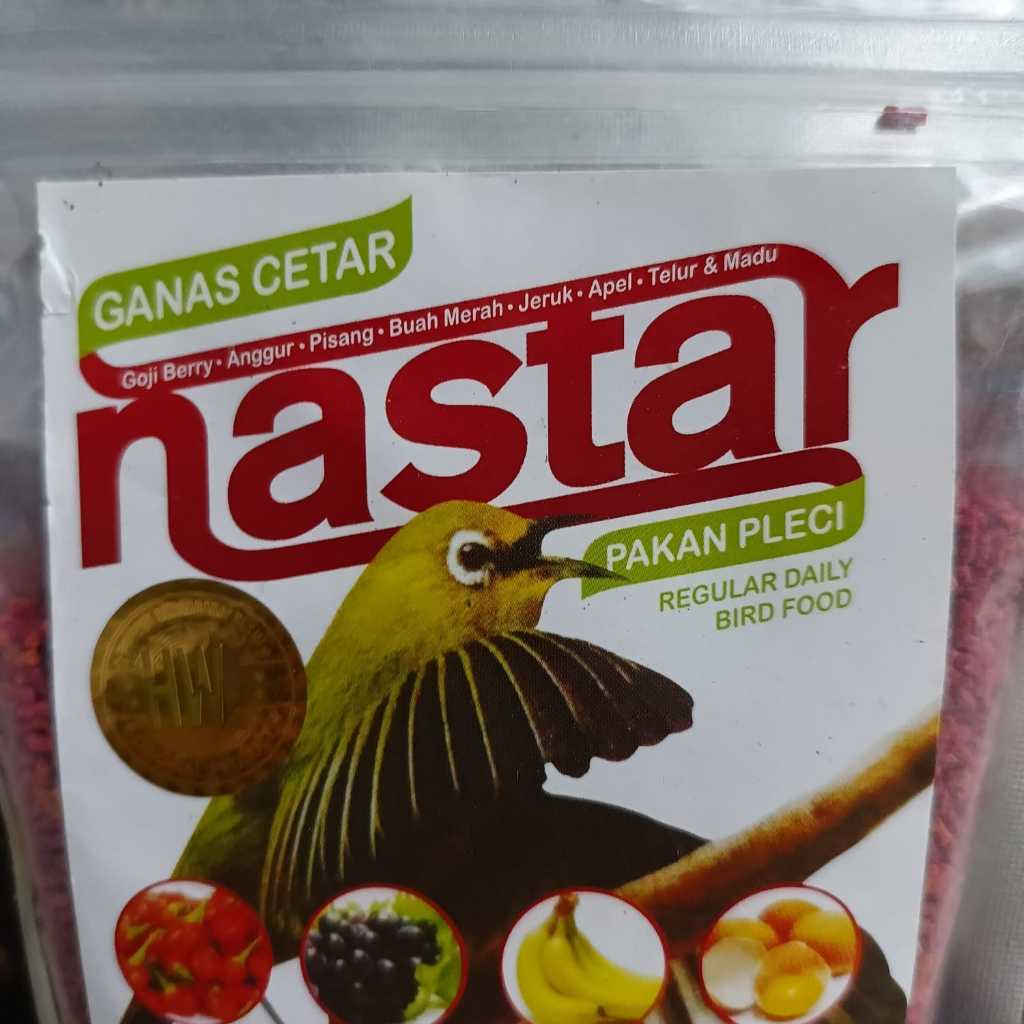 GANAS CETAR
Goji Berry • Anggur • Pisang • Buah Merah • Jeruk • Apel • Telur & Madu
nastar
PAKAN PLECI
REGULAR DAILY
BIRD FOOD
HW